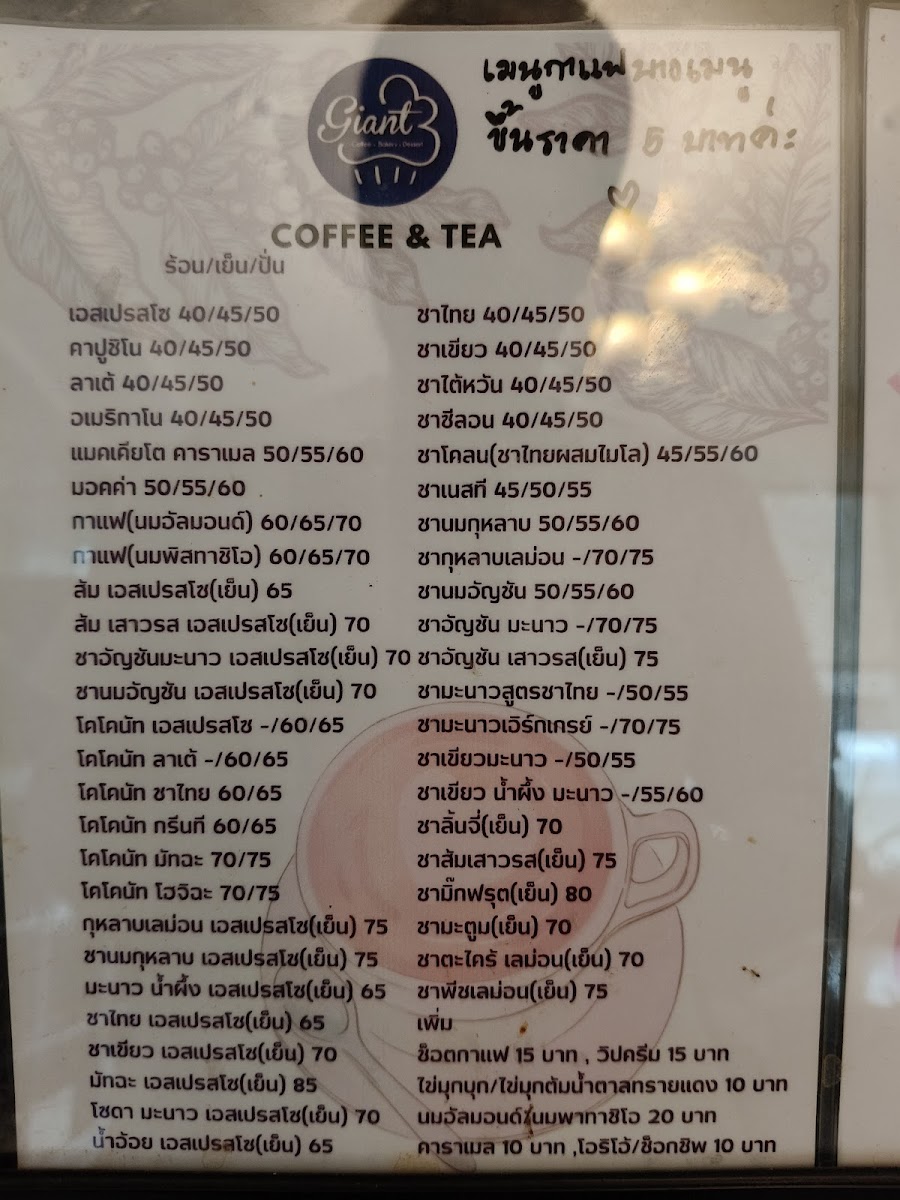 Giant
Coffee • Bakery • Dessert
เมนูกาแฟบางเมนู
ขึ้นราคา 5 บาทค่ะ
COFFEE & TEA
ร้อน/เย็น/ปั่น
เอสเปรสโซ 40/45/50
คาปูชิโน 40/45/50
ลาเต้ 40/45/50
อเมริกาโน 40/45/50
แมคเคียโต คาราเมล 50/55/60
มอคค่า 50/55/60
กาแฟ(นมอัลมอนด์) 60/65/70
กาแฟ(นมพิสทาชิโอ) 60/65/70
ส้ม เอสเปรสโซ(เย็น) 65
ส้ม เสาวรส เอสเปรสโซ(เย็น) 70
ชาอัญชันมะนาว เอสเปรสโซ(เย็น) 70
ชานมอัญชัน เอสเปรสโซ(เย็น) 70
โคโคนัท เอสเปรสโซ -/60/65
โคโคนัท ลาเต้ -/60/65
โคโคนัท ชาไทย 60/65
โคโคนัท กรีนที 60/65
โคโคนัท มัทฉะ 70/75
โคโคนัท โฮจิฉะ 70/75
กุหลาบเลม่อน เอสเปรสโซ(เย็น) 75
ชานมกุหลาบ เอสเปรสโซ(เย็น) 75
มะนาว น้ำผึ้ง เอสเปรสโซ(เย็น) 65
ชาไทย เอสเปรสโซ(เย็น) 65
ชาเขียว เอสเปรสโซ(เย็น) 70
มัทฉะ เอสเปรสโซ(เย็น) 85
โซดา มะนาว เอสเปรสโซ(เย็น) 70
น้ำอ้อย เอสเปรสโซ(เย็น) 65
ชาไทย 40/45/50
ชาเขียว 40/45/50
ชาไต้หวัน 40/45/50
ชาซีลอน 40/45/50
ชาโคลน(ชาไทยผสมไมโล) 45/55/60
ชาเนสที 45/50/55
ชานมกุหลาบ 50/55/60
ชากุหลาบเลม่อน -/70/75
ชานมอัญชัน 50/55/60
ชาอัญชัน มะนาว -/70/75
ชาอัญชัน เสาวรส(เย็น) 75
ชามะนาวสูตรชาไทย -/50/55
ชามะนาวเอิร์กเกรย์ -/70/75
ชาเขียวมะนาว -/50/55
ชาเขียว น้ำผึ้ง มะนาว -/55/60
ชาลิ้นจี่(เย็น) 70
ชาส้มเสาวรส(เย็น) 75
ชามิ๊กฟรุต(เย็น) 80
ชามะตูม(เย็น) 70
ชาตะไคร้ เลม่อน(เย็น) 70
ชาพีชเลม่อน(เย็น) 75
เพิ่ม
ช็อตกาแฟ 15 บาท , วิปครีม 15 บาท
ไข่มุกบุก/ไข่มุกต้มน้ำตาลทรายแดง 10 บาท
นมอัลมอนด์/นมพาทาชิโอ 20 บาท
คาราเมล 10 บาท ,โอริโอ้/ช็อกชิพ 10 บาท